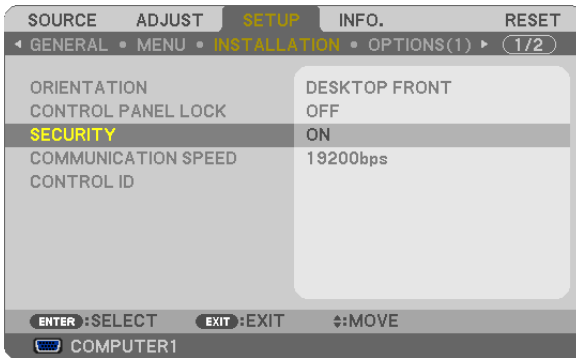 SOURCE ADJUST SETUP INFO. RESET
◂ GENERAL • MENU • INSTALLATION • OPTIONS(1) ▸ 1/2
ORIENTATION DESKTOP FRONT
CONTROL PANEL LOCK OFF
SECURITY ON
COMMUNICATION SPEED 19200bps
CONTROL ID
ENTER :SELECT EXIT :EXIT :MOVE
COMPUTER1